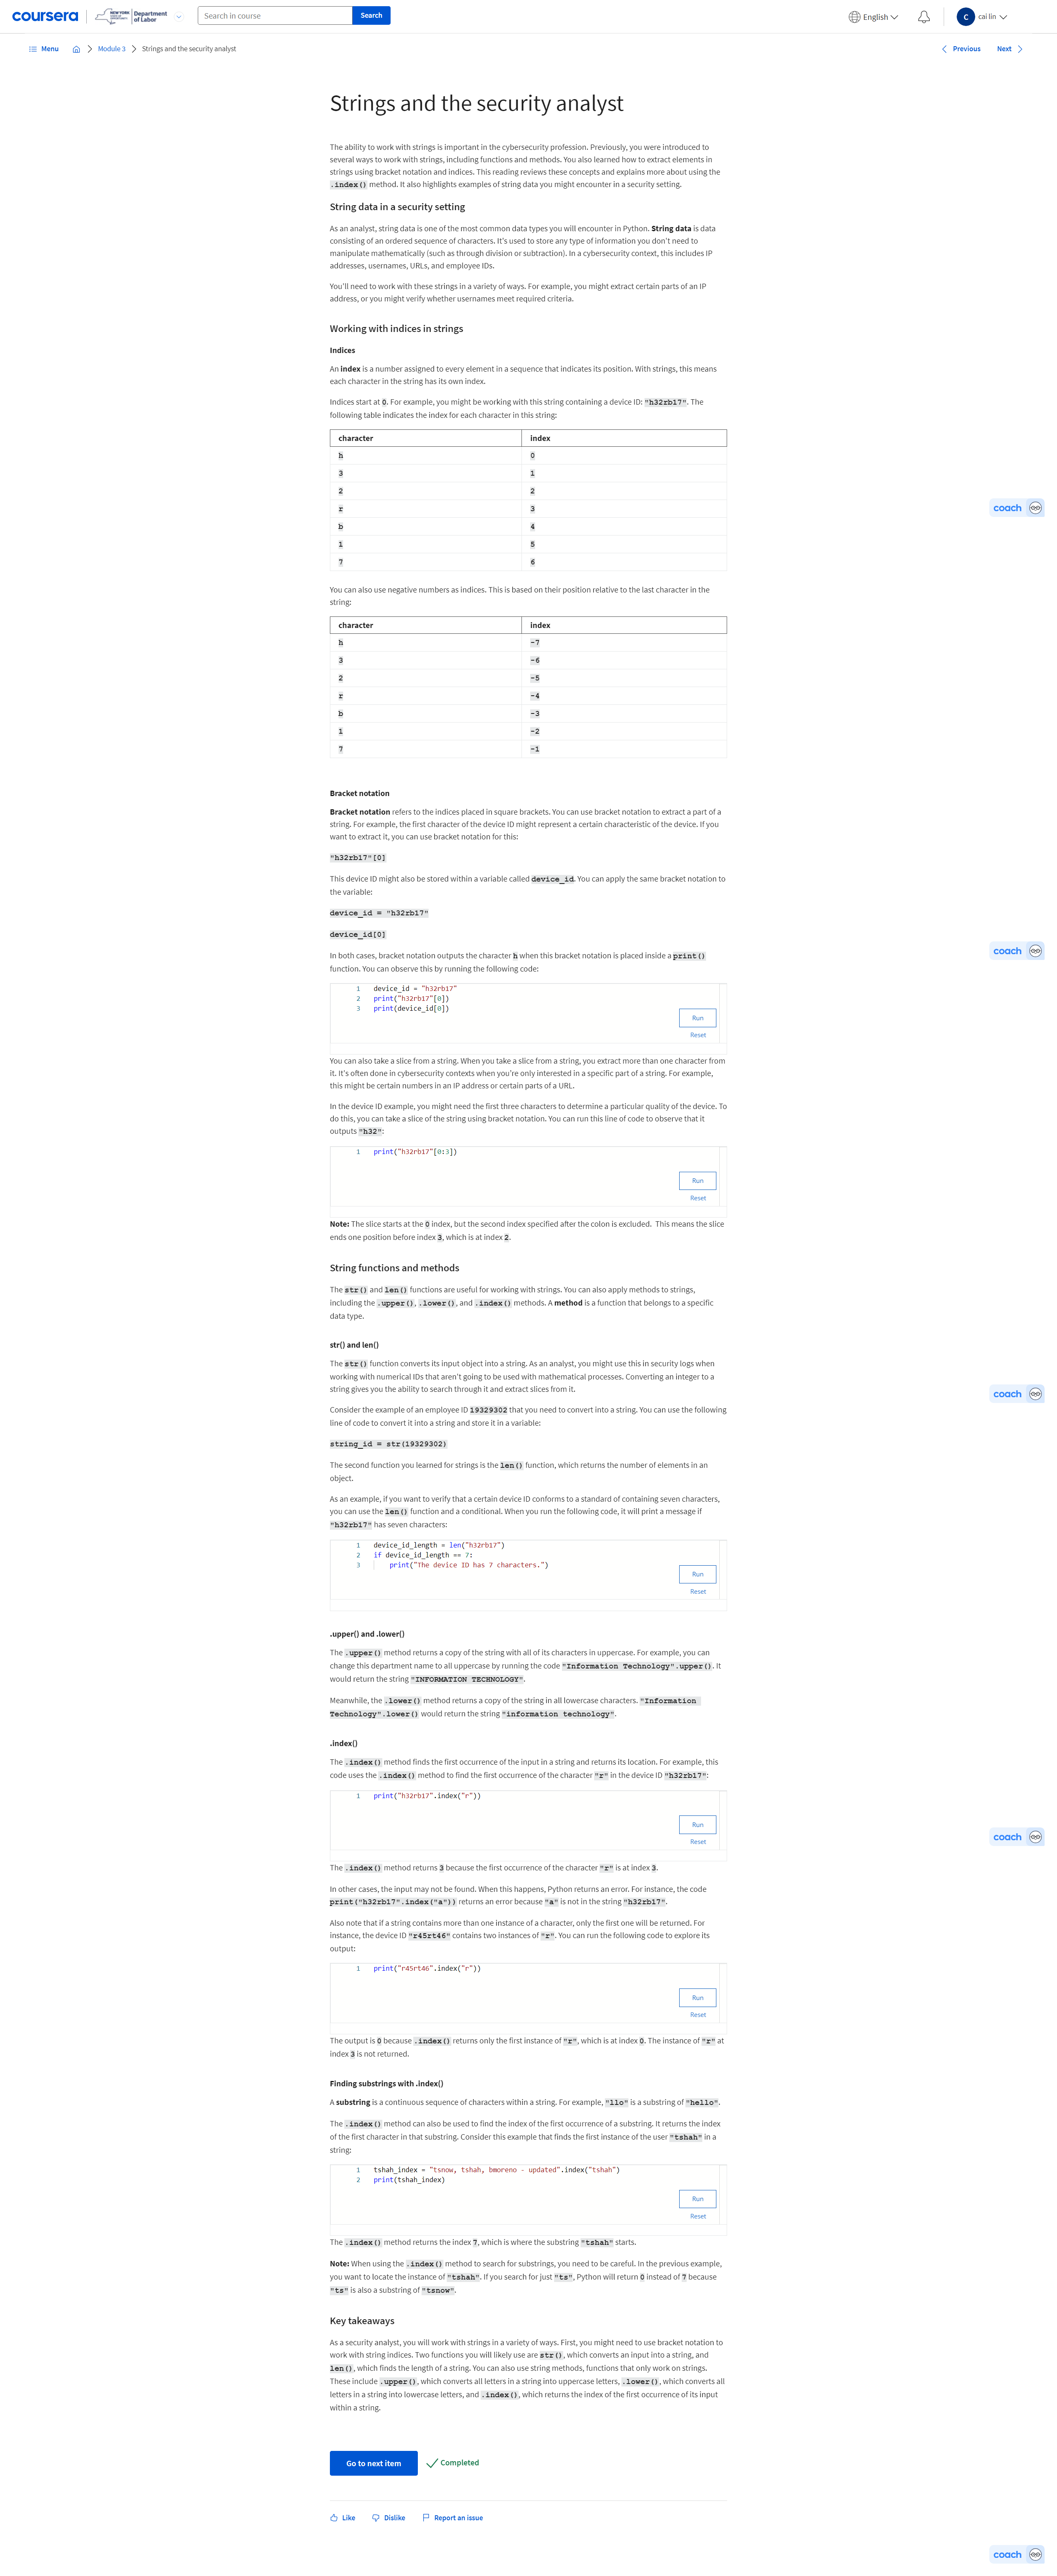 coursera
NEW YORK
Department
of Labor
Search in course
Search
English
C
cai lin
Menu
Module 3
Strings and the security analyst
Previous
Next
Strings and the security analyst
The ability to work with strings is important in the cybersecurity profession. Previously, you were introduced to
several ways to work with strings, including functions and methods. You also learned how to extract elements in
strings using bracket notation and indices. This reading reviews these concepts and explains more about using the
.index() method. It also highlights examples of string data you might encounter in a security setting.
String data in a security setting
As an analyst, string data is one of the most common data types you will encounter in Python. String data is data
consisting of an ordered sequence of characters. It's used to store any type of information you don't need to
manipulate mathematically (such as through division or subtraction). In a cybersecurity context, this includes IP
addresses, usernames, URLs, and employee IDs.
You'll need to work with these strings in a variety of ways. For example, you might extract certain parts of an IP
address, or you might verify whether usernames meet required criteria.
Working with indices in strings
Indices
An index is a number assigned to every element in a sequence that indicates its position. With strings, this means
each character in the string has its own index.
Indices start at 0. For example, you might be working with this string containing a device ID: "h32rb17". The
following table indicates the index for each character in this string:
character index
h 0
3 1
2 2
r 3
b 4
1 5
7 6
You can also use negative numbers as indices. This is based on their position relative to the last character in the
string:
character index
h -7
3 -6
2 -5
r -4
b -3
1 -2
7 -1
Bracket notation
Bracket notation refers to the indices placed in square brackets. You can use bracket notation to extract a part of a
string. For example, the first character of the device ID might represent a certain characteristic of the device. If you
want to extract it, you can use bracket notation for this:
"h32rb17"[0]
This device ID might also be stored within a variable called device_id. You can apply the same bracket notation to
the variable:
device_id = "h32rb17"
device_id[0]
In both cases, bracket notation outputs the character h when this bracket notation is placed inside a print()
function. You can observe this by running the following code:
1 device_id = "h32rb17"
2 print("h32rb17"[0])
3 print(device_id[0])
Run
Reset
You can also take a slice from a string. When you take a slice from a string, you extract more than one character from
it. It's often done in cybersecurity contexts when you're only interested in a specific part of a string. For example,
this might be certain numbers in an IP address or certain parts of a URL.
In the device ID example, you might need the first three characters to determine a particular quality of the device. To
do this, you can take a slice of the string using bracket notation. You can run this line of code to observe that it
outputs "h32":
1 print("h32rb17"[0:3])
Run
Reset
Note: The slice starts at the 0 index, but the second index specified after the colon is excluded. This means the slice
ends one position before index 3, which is at index 2.
String functions and methods
The str() and len() functions are useful for working with strings. You can also apply methods to strings,
including the .upper(), .lower(), and .index() methods. A method is a function that belongs to a specific
data type.
str() and len()
The str() function converts its input object into a string. As an analyst, you might use this in security logs when
working with numerical IDs that aren't going to be used with mathematical processes. Converting an integer to a
string gives you the ability to search through it and extract slices from it.
Consider the example of an employee ID 19329302 that you need to convert into a string. You can use the following
line of code to convert it into a string and store it in a variable:
string_id = str(19329302)
The second function you learned for strings is the len() function, which returns the number of elements in an
object.
As an example, if you want to verify that a certain device ID conforms to a standard of containing seven characters,
you can use the len() function and a conditional. When you run the following code, it will print a message if
"h32rb17" has seven characters:
1 device_id_length = len("h32rb17")
2 if device_id_length == 7:
3 print("The device ID has 7 characters.")
Run
Reset
.upper() and .lower()
The .upper() method returns a copy of the string with all of its characters in uppercase. For example, you can
change this department name to all uppercase by running the code "Information Technology".upper(). It
would return the string "INFORMATION TECHNOLOGY".
Meanwhile, the .lower() method returns a copy of the string in all lowercase characters. "Information
Technology".lower() would return the string "information technology".
.index()
The .index() method finds the first occurrence of the input in a string and returns its location. For example, this
code uses the .index() method to find the first occurrence of the character "r" in the device ID "h32rb17":
1 print("h32rb17".index("r"))
Run
Reset
The .index() method returns 3 because the first occurrence of the character "r" is at index 3.
In other cases, the input may not be found. When this happens, Python returns an error. For instance, the code
print("h32rb17".index("a")) returns an error because "a" is not in the string "h32rb17".
Also note that if a string contains more than one instance of a character, only the first one will be returned. For
instance, the device ID "r45rt46" contains two instances of "r". You can run the following code to explore its
output:
1 print("r45rt46".index("r"))
Run
Reset
The output is 0 because .index() returns only the first instance of "r", which is at index 0. The instance of "r" at
index 3 is not returned.
Finding substrings with .index()
A substring is a continuous sequence of characters within a string. For example, "llo" is a substring of "hello".
The .index() method can also be used to find the index of the first occurrence of a substring. It returns the index
of the first character in that substring. Consider this example that finds the first instance of the user "tshah" in a
string:
1 tshah_index = "tsnow, tshah, bmoreno - updated".index("tshah")
2 print(tshah_index)
Run
Reset
The .index() method returns the index 7, which is where the substring "tshah" starts.
Note: When using the .index() method to search for substrings, you need to be careful. In the previous example,
you want to locate the instance of "tshah". If you search for just "ts", Python will return 0 instead of 7 because
"ts" is also a substring of "tsnow".
Key takeaways
As a security analyst, you will work with strings in a variety of ways. First, you might need to use bracket notation to
work with string indices. Two functions you will likely use are str(), which converts an input into a string, and
len(), which finds the length of a string. You can also use string methods, functions that only work on strings.
These include .upper(), which converts all letters in a string into uppercase letters, .lower(), which converts all
letters in a string into lowercase letters, and .index(), which returns the index of the first occurrence of its input
within a string.
Go to next item
Completed
Like
Dislike
Report an issue
coach
coach
coach
coach
coach